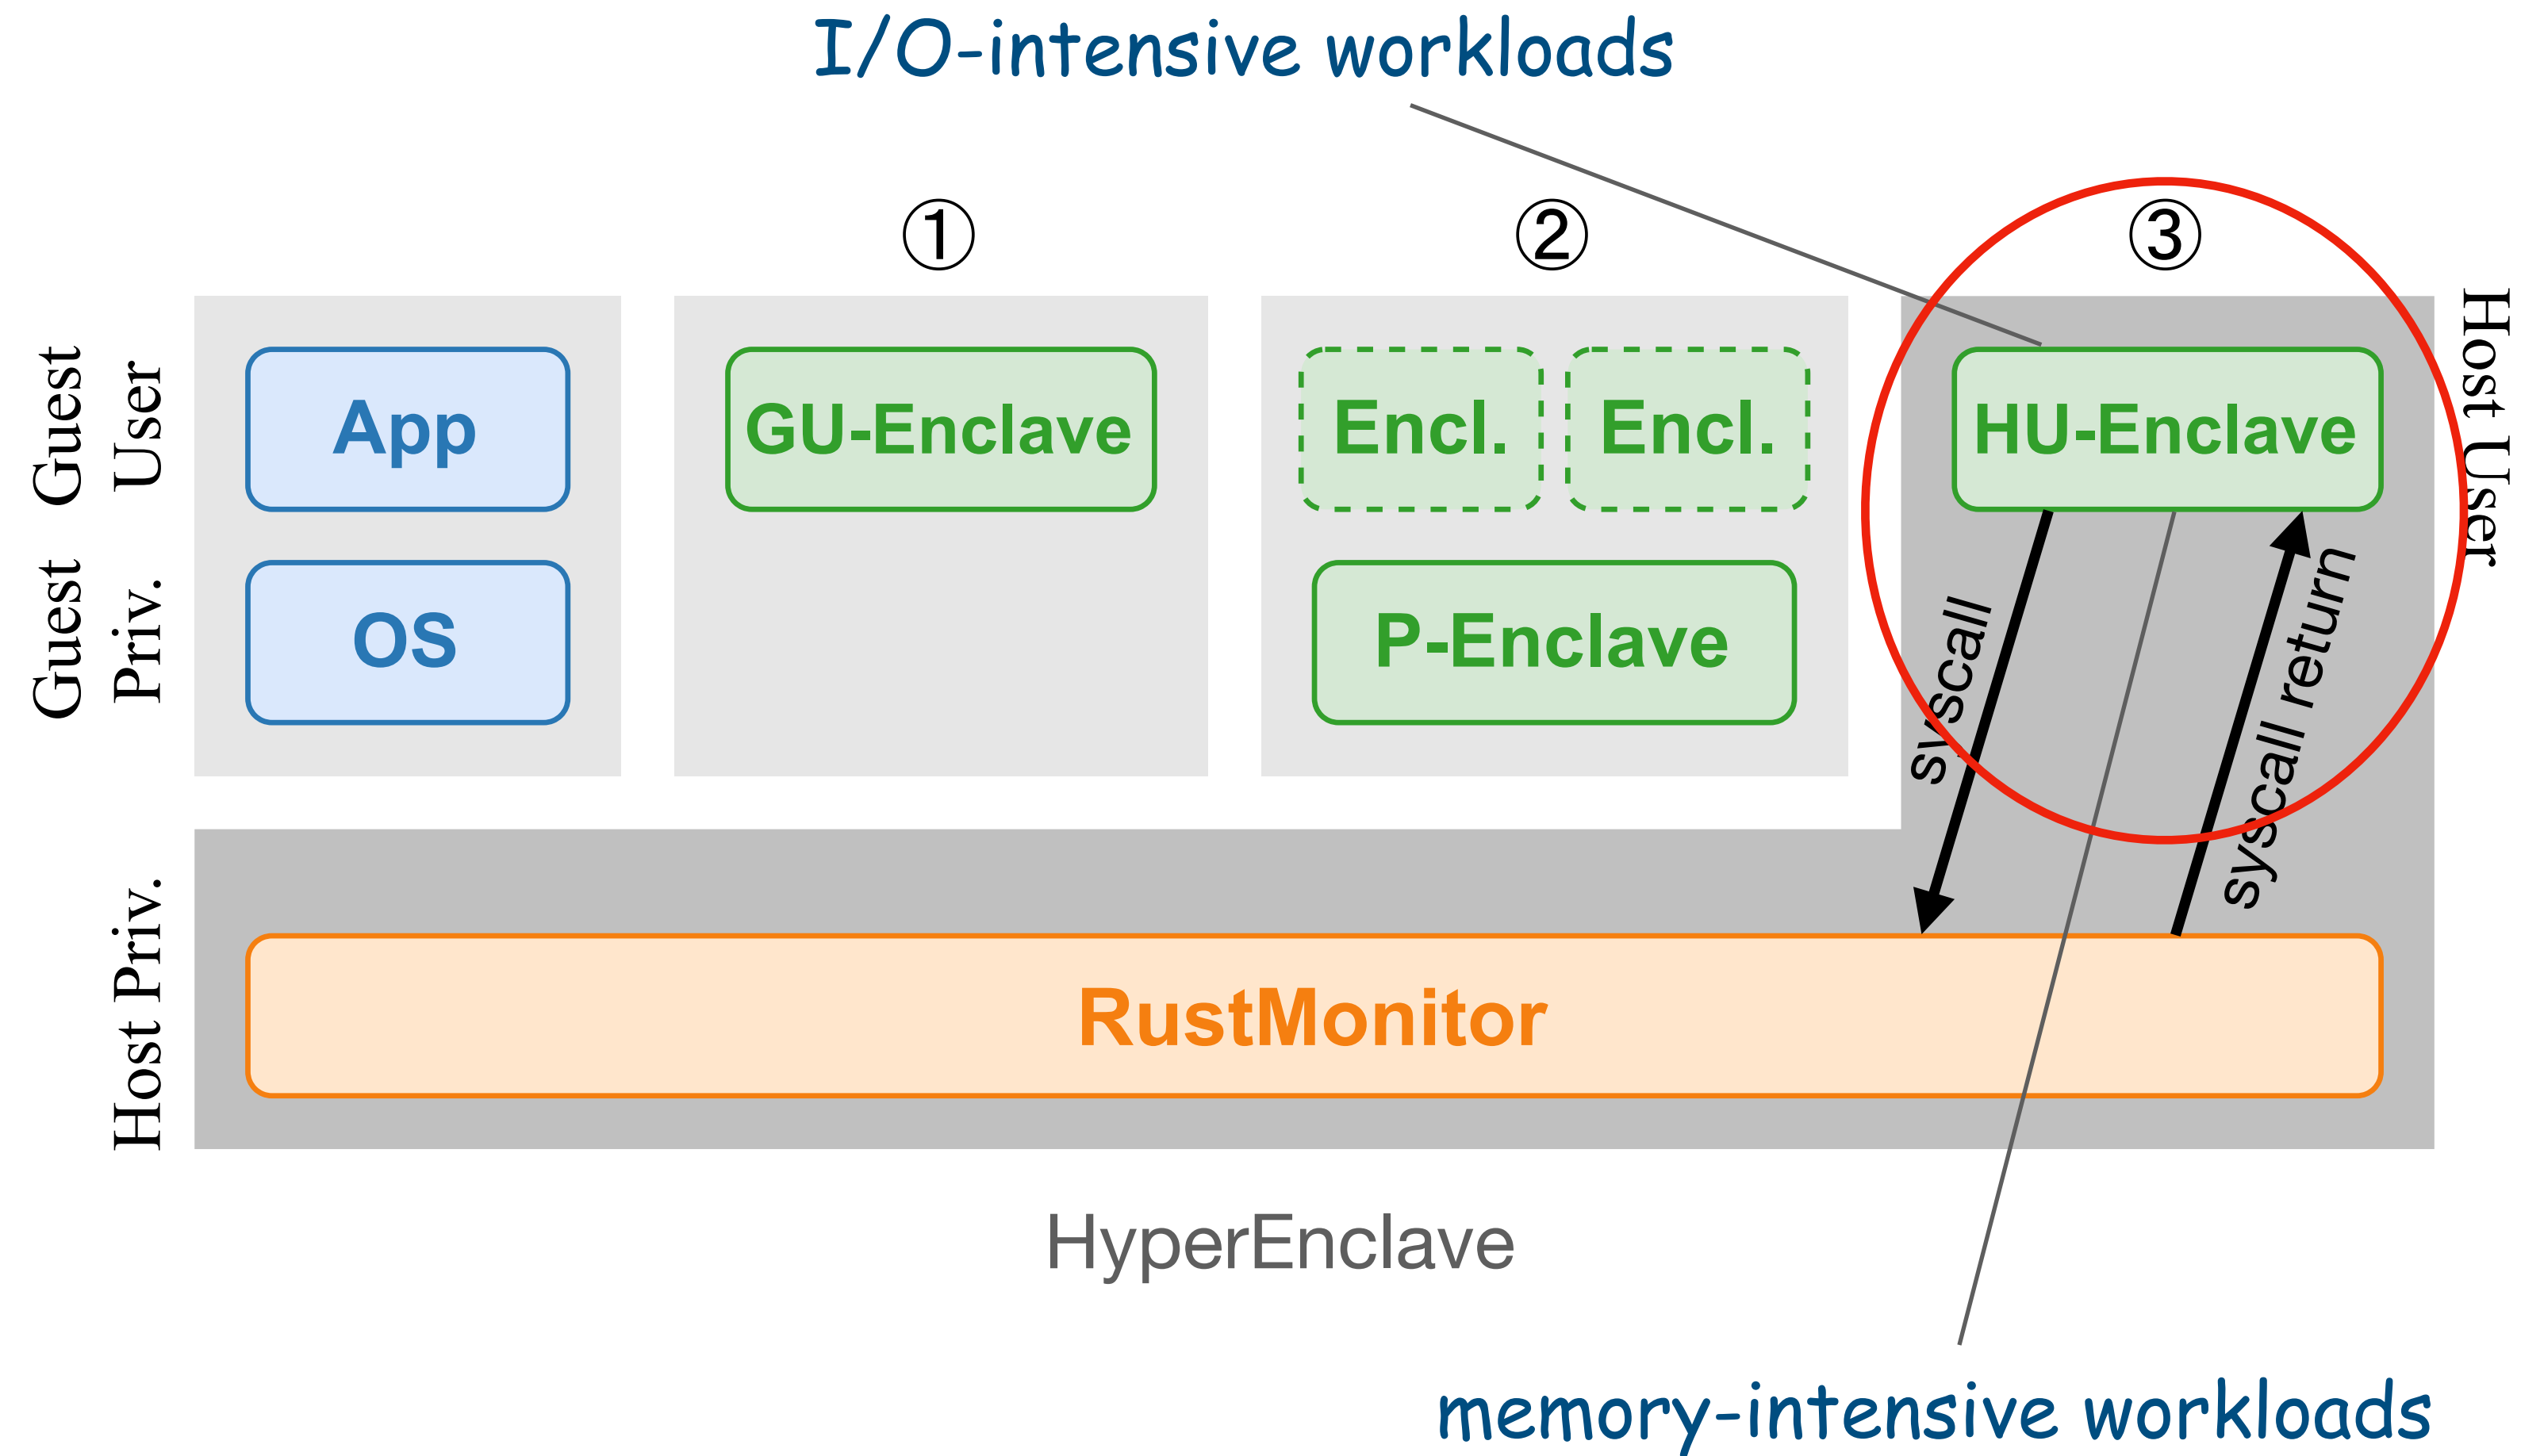 I/O-intensive workloads
①
②
③
Guest
User
App
GU-Enclave
Encl.
Encl.
HU-Enclave
Host User
Guest
Priv.
OS
P-Enclave
syscall
syscall return
Host Priv.
RustMonitor
HyperEnclave
memory-intensive workloads